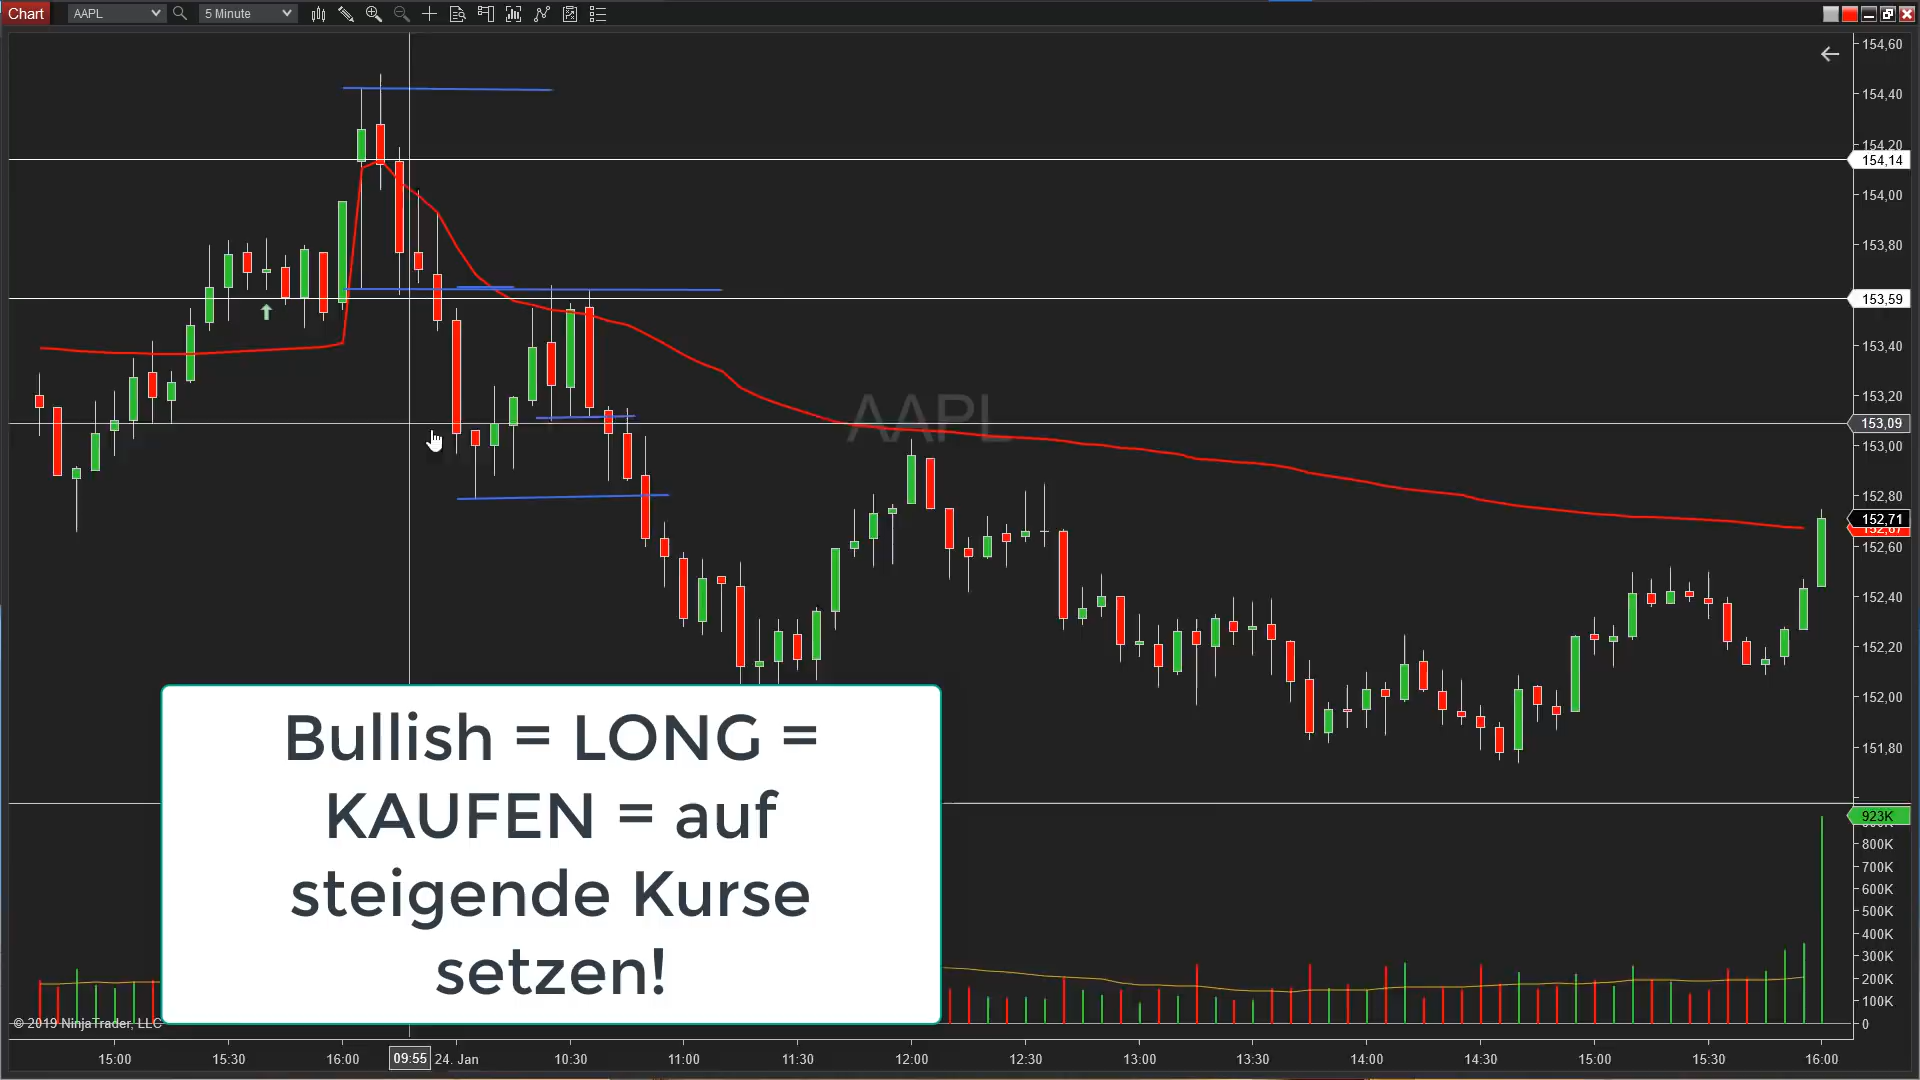 Chart AAPL 5 Minute
154,60
154,40
154,20
154,14
154,00
153,80
153,59
153,40
153,20
AAPL
153,09
153,00
152,80
152,71
152,67
152,60
152,40
152,20
152,00
151,80
Bullish = LONG =
KAUFEN = auf
steigende Kurse
setzen!
923K
800K
700K
600K
500K
400K
300K
200K
100K
0
© 2019 NinjaTrader, LLC
15:00 15:30 16:00 09:55 24. Jan 10:30 11:00 11:30 12:00 12:30 13:00 13:30 14:00 14:30 15:00 15:30 16:00